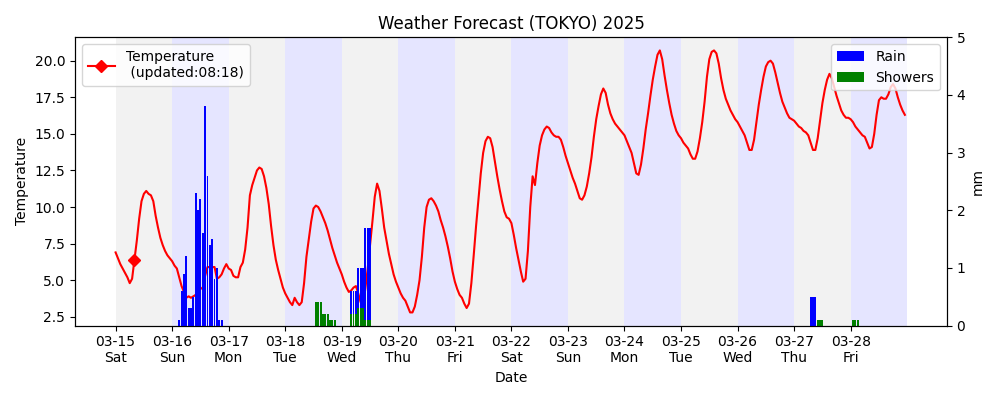 Weather Forecast (TOKYO) 2025
Temperature
(updated:08:18)
Rain
Showers
Temperature
20.0
17.5
15.0
12.5
10.0
7.5
5.0
2.5
5
4
3
2
1
0
mm
03-15 03-16 03-17 03-18 03-19 03-20 03-21 03-22 03-23 03-24 03-25 03-26 03-27 03-28
Sat Sun Mon Tue Wed Thu Fri Sat Sun Mon Tue Wed Thu Fri
Date